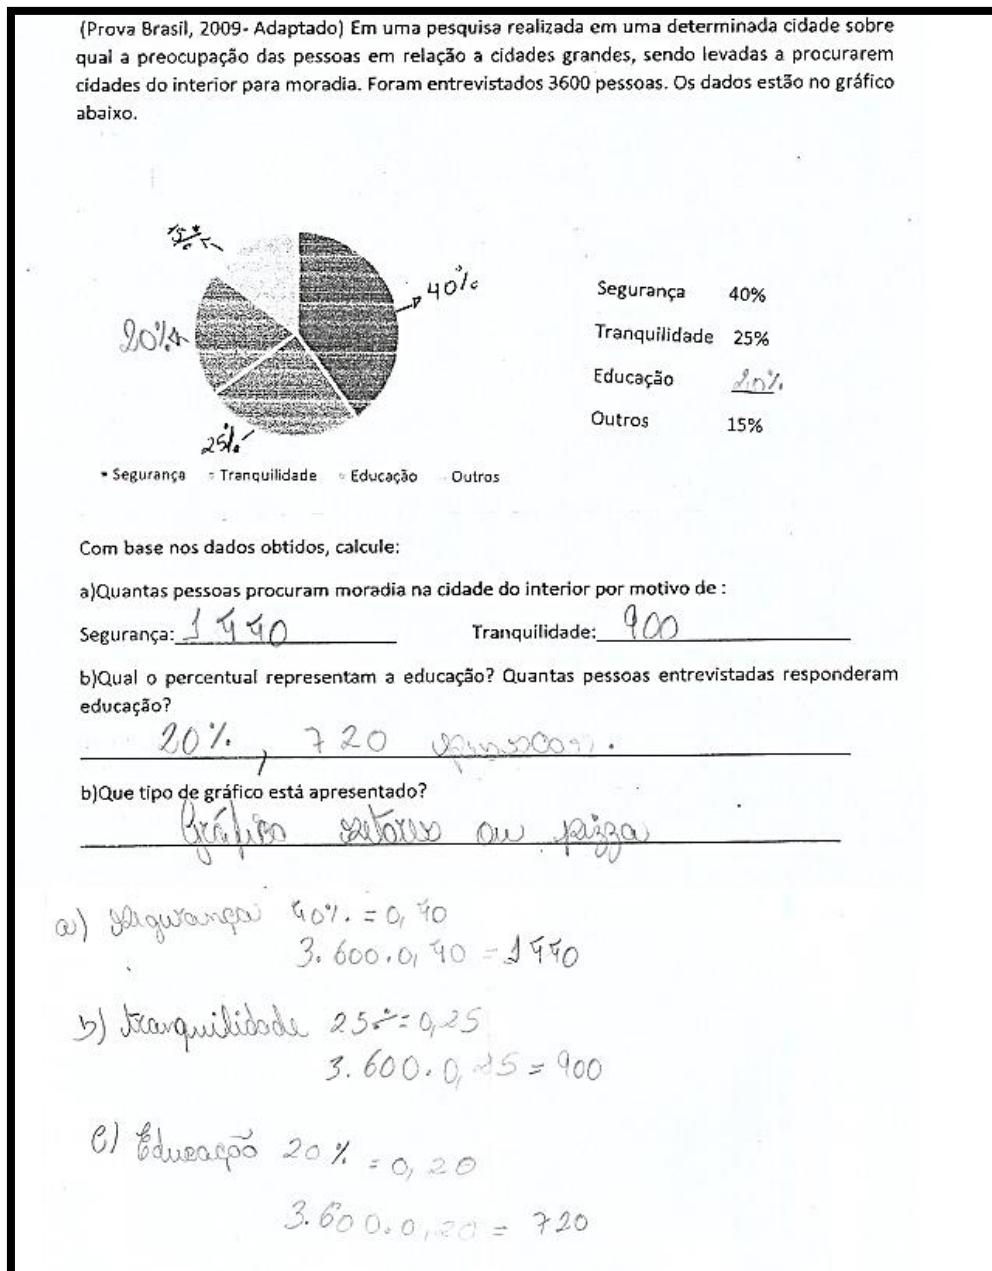 (Prova Brasil, 2009- Adaptado) Em uma pesquisa realizada em uma determinada cidade sobre
qual a preocupação das pessoas em relação a cidades grandes, sendo levadas a procurarem
cidades do interior para moradia. Foram entrevistados 3600 pessoas. Os dados estão no gráfico
abaixo.
15%
40%
20%
25%
Segurança 40%
Tranquilidade 25%
Educação 20%
Outros 15%
Segurança Tranquilidade Educação Outros
Com base nos dados obtidos, calcule:
a)Quantas pessoas procuram moradia na cidade do interior por motivo de :
Segurança: 1440 Tranquilidade: 900
b)Qual o percentual representam a educação? Quantas pessoas entrevistadas responderam
educação?
20%, 720 pessoas.
b)Que tipo de gráfico está apresentado?
Gráfico setores ou pizza
a) Segurança 40% = 0,40
3.600.0,40 = 1440
b) tranquilidade 25% = 0,25
3.600.0,25 = 900
c) Educação 20% = 0,20
3.600.0,20 = 720